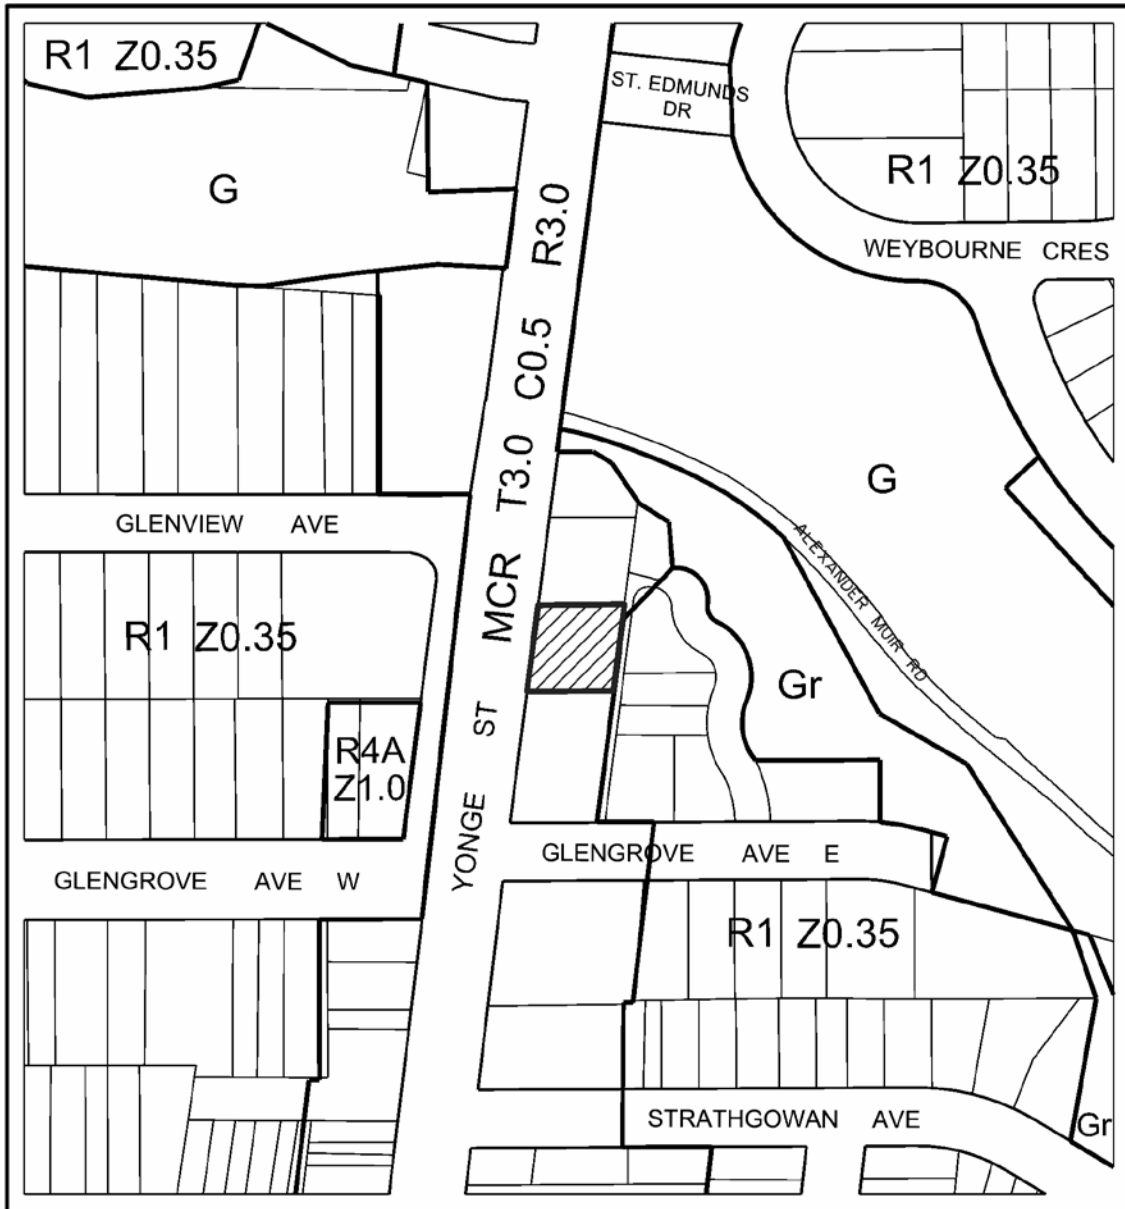 R1 Z0.35
ST. EDMUNDS
DR
R1 Z0.35
G
WEYBOURNE CRES
YONGE ST
MCR T3.0 C0.5 R3.0
G
GLENVIEW AVE
ALEXANDER MUIR RD
R1 Z0.35
Gr
R4A
Z1.0
GLENGROVE AVE E
GLENGROVE AVE W
R1 Z0.35
STRATHGOWAN AVE
Gr